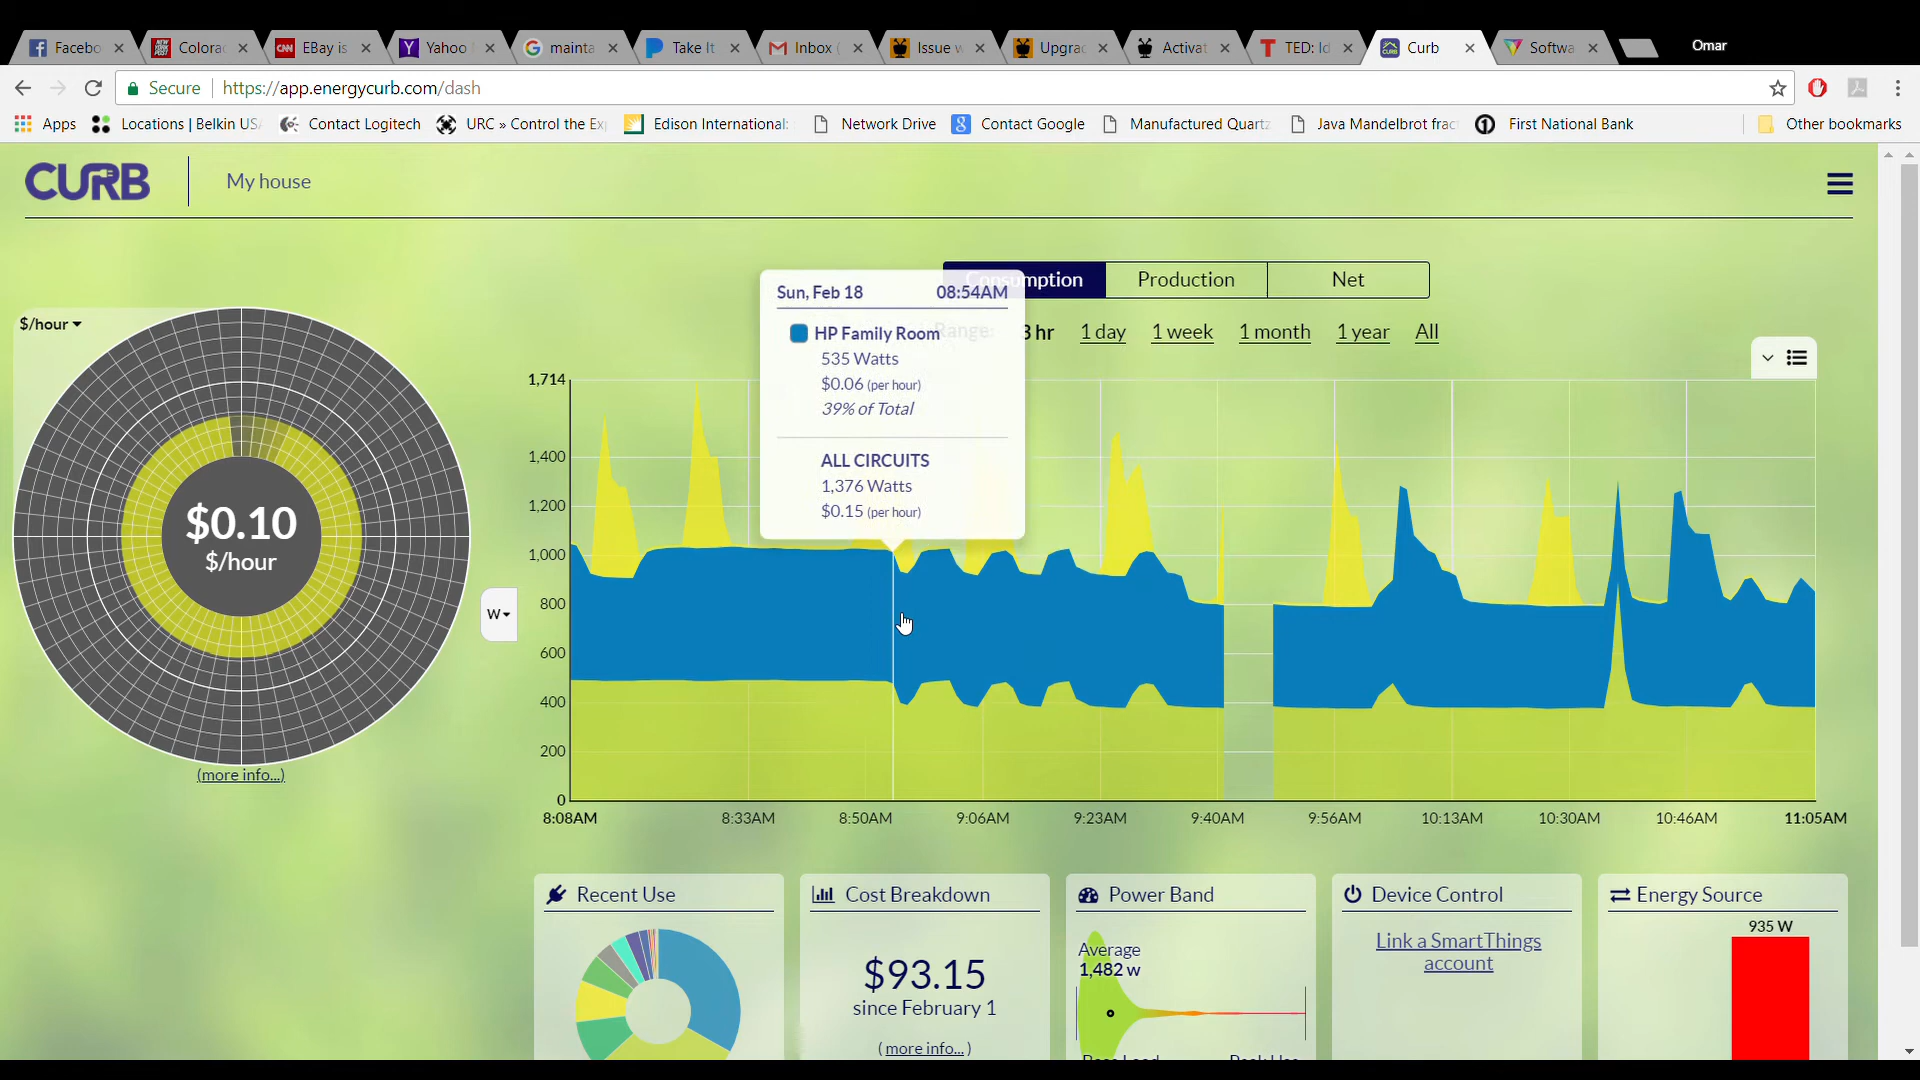 Facebo
Colorac
EBay is
Yahoo
mainta
Take It
Inbox (
Issue w
Upgrad
Activat
TED: Id
Curb
Softwa
Omar
Secure
https://app.energycurb.com/dash
Apps
Locations | Belkin US
Contact Logitech
URC » Control the Ex
Edison International:
Network Drive
Contact Google
Manufactured Quartz
Java Mandelbrot frac
First National Bank
Other bookmarks
CURB
My house
Consumption
Production
Net
Range:
3 hr
1 day
1 week
1 month
1 year
All
$/hour
$0.10
$/hour
(more info...)
W
Sun, Feb 18
08:54AM
HP Family Room
535 Watts
$0.06 (per hour)
39% of Total
ALL CIRCUITS
1,376 Watts
$0.15 (per hour)
1,714
1,400
1,200
1,000
800
600
400
200
0
8:08AM
8:33AM
8:50AM
9:06AM
9:23AM
9:40AM
9:56AM
10:13AM
10:30AM
10:46AM
11:05AM
Recent Use
Cost Breakdown
$93.15
since February 1
(more info...)
Power Band
Average
1,482 w
Base Load
Peak Use
Device Control
Link a SmartThings
account
Energy Source
935 W